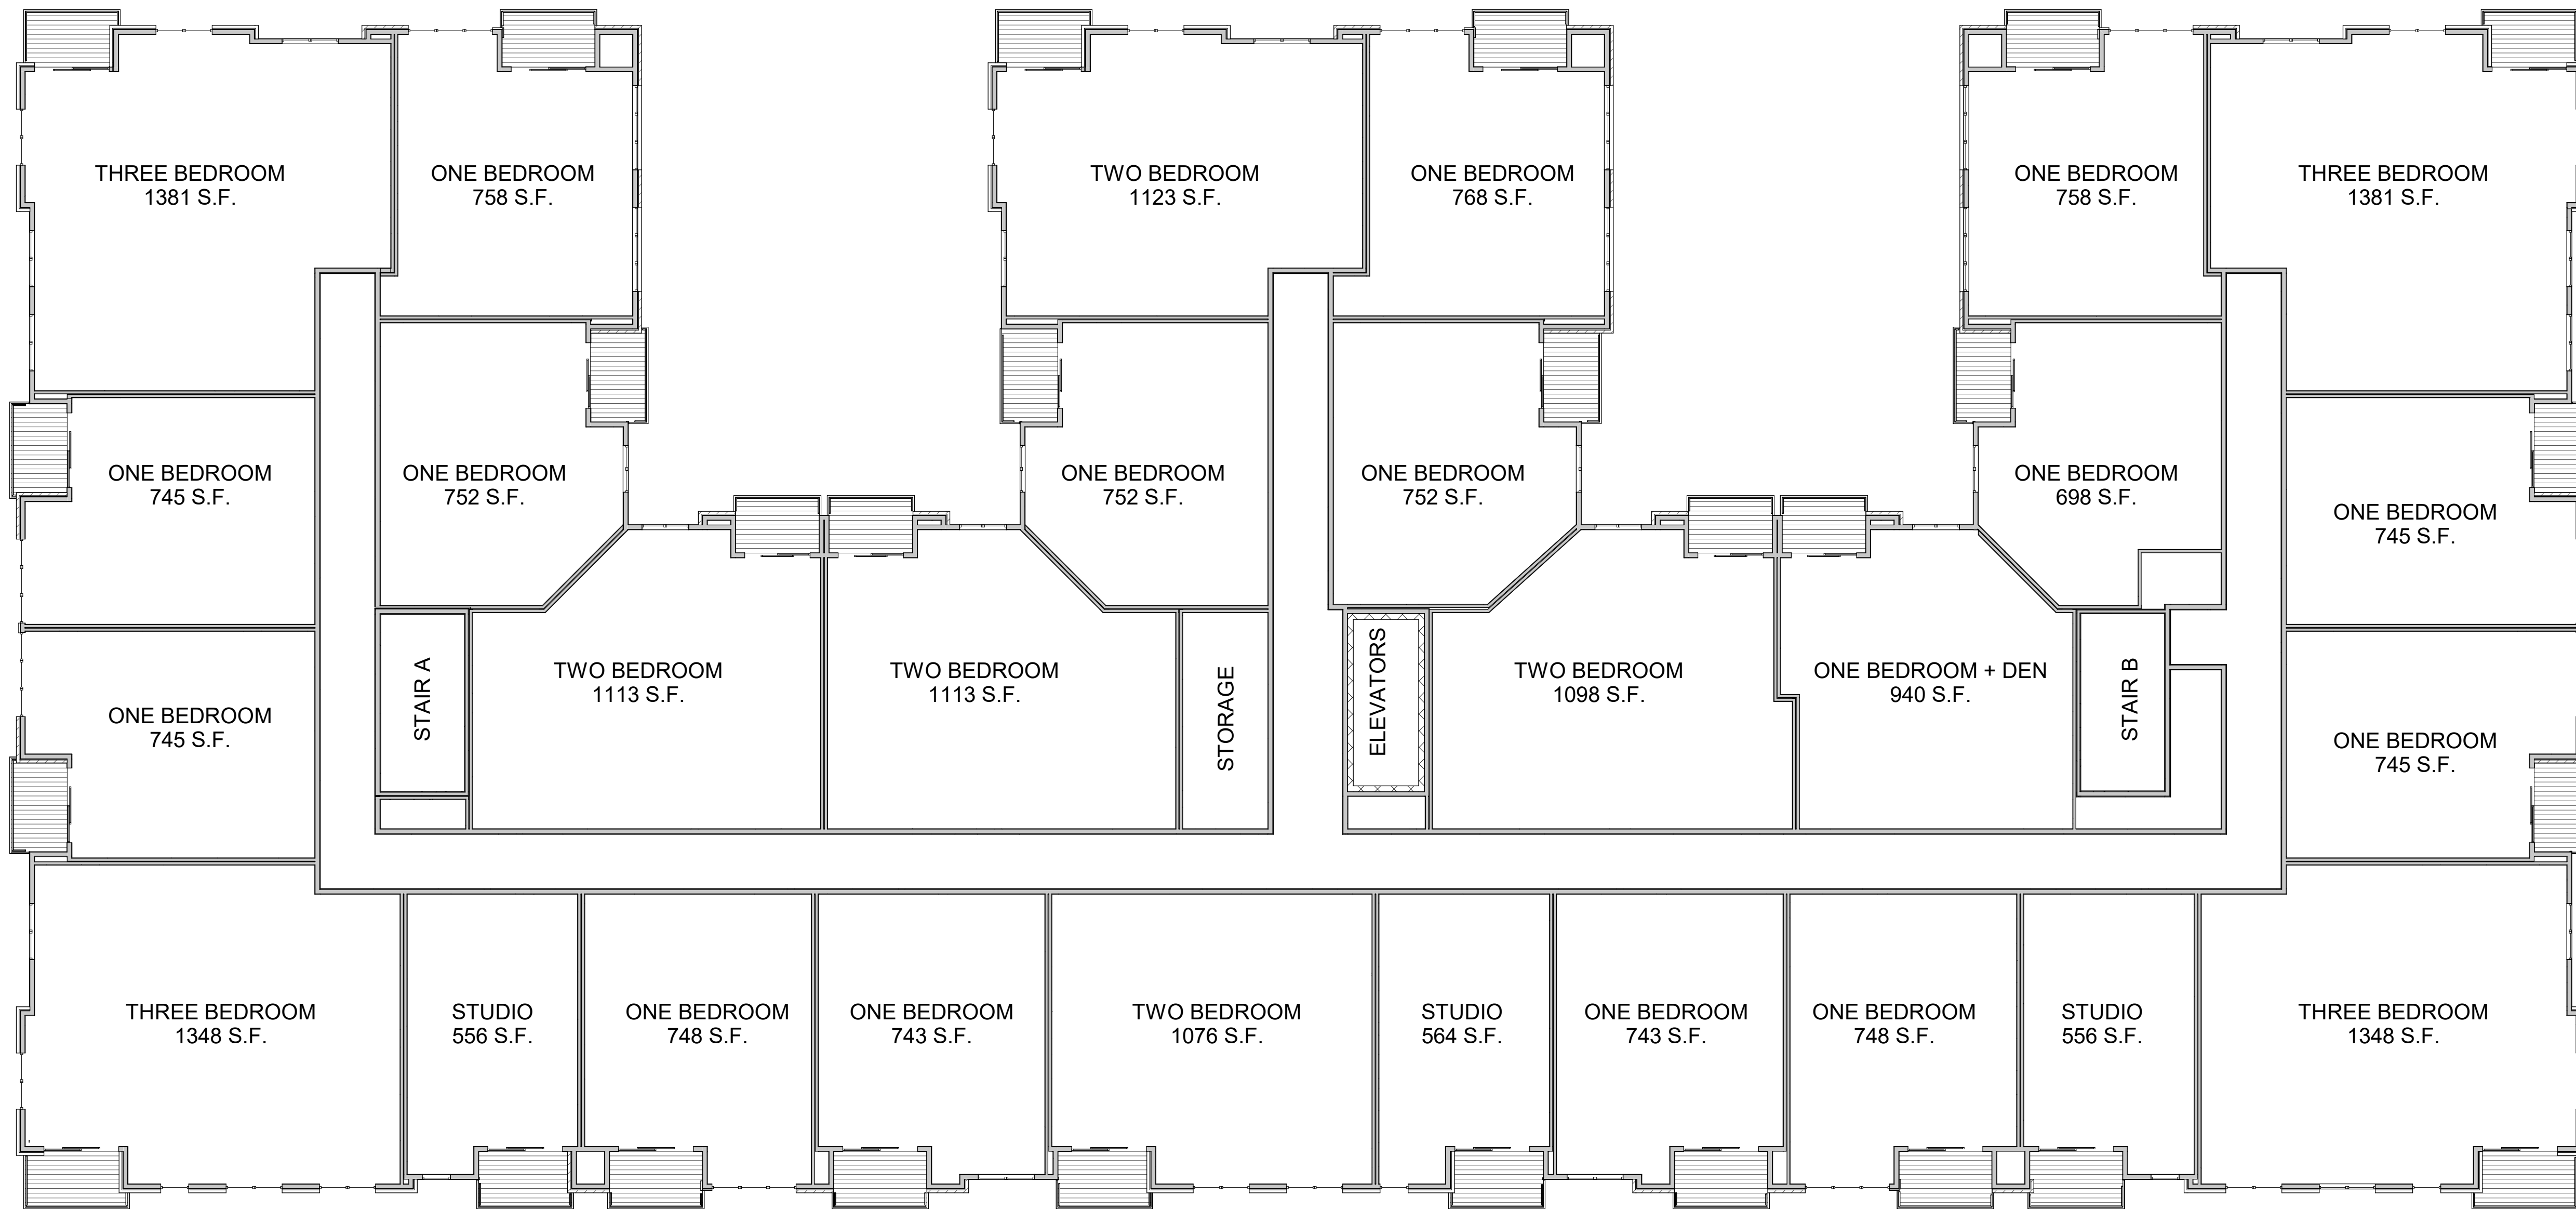 THREE BEDROOM
1381 S.F.
ONE BEDROOM
758 S.F.
TWO BEDROOM
1123 S.F.
ONE BEDROOM
768 S.F.
ONE BEDROOM
758 S.F.
THREE BEDROOM
1381 S.F.
ONE BEDROOM
745 S.F.
ONE BEDROOM
752 S.F.
ONE BEDROOM
752 S.F.
ONE BEDROOM
752 S.F.
ONE BEDROOM
698 S.F.
ONE BEDROOM
745 S.F.
ONE BEDROOM
745 S.F.
STAIR A
TWO BEDROOM
1113 S.F.
TWO BEDROOM
1113 S.F.
STORAGE
ELEVATORS
TWO BEDROOM
1098 S.F.
ONE BEDROOM + DEN
940 S.F.
STAIR B
ONE BEDROOM
745 S.F.
THREE BEDROOM
1348 S.F.
STUDIO
556 S.F.
ONE BEDROOM
748 S.F.
ONE BEDROOM
743 S.F.
TWO BEDROOM
1076 S.F.
STUDIO
564 S.F.
ONE BEDROOM
743 S.F.
ONE BEDROOM
748 S.F.
STUDIO
556 S.F.
THREE BEDROOM
1348 S.F.